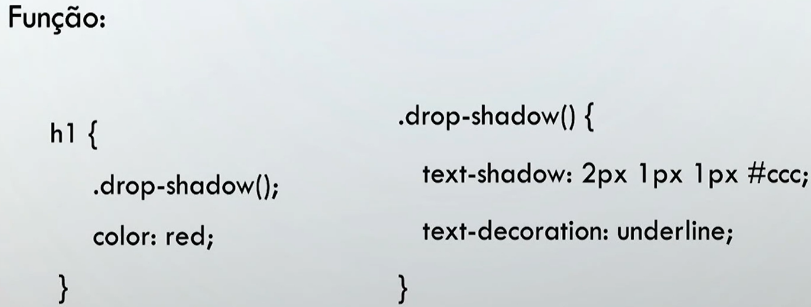 Função:
h1 {
.drop-shadow();
color: red;
}
.drop-shadow() {
text-shadow: 2px 1px 1px #ccc;
text-decoration: underline;
}